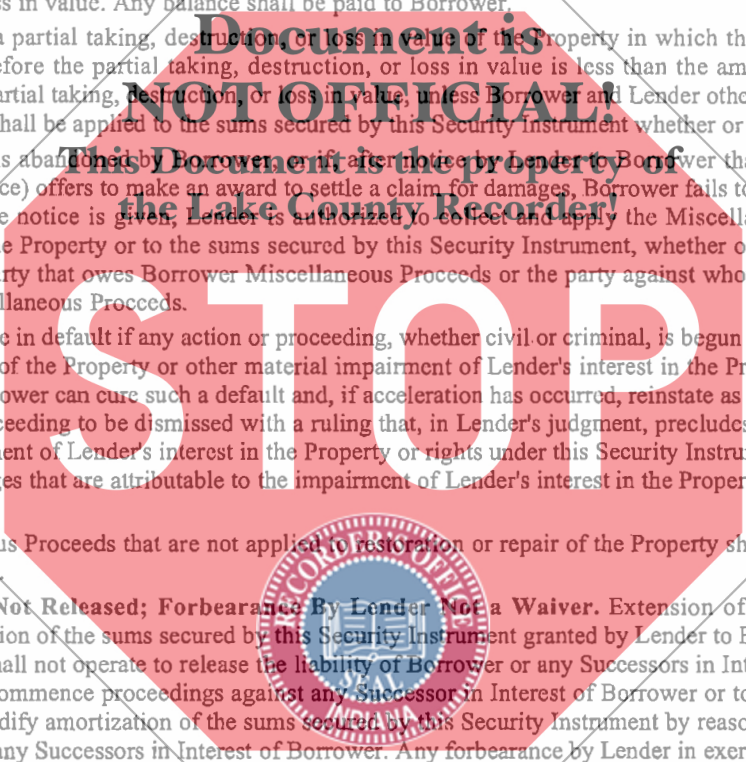 ss in value. Any balance shall be paid to Borrower.
a partial taking, destruction, or loss in value of the Property in which th
efore the partial taking, destruction, or loss in value is less than the am
artial taking, destruction, or loss in value, unless Borrower and Lender othe
hall be applied to the sums secured by this Security Instrument whether or
is abandoned by Borrower, or if, after notice by Lender to Borrower tha
ce) offers to make an award to settle a claim for damages, Borrower fails to
e notice is given, Lender is authorized to collect and apply the Miscella
he Property or to the sums secured by this Security Instrument, whether o
arty that owes Borrower Miscellaneous Proceeds or the party against who
llaneous Proceeds.
e in default if any action or proceeding, whether civil or criminal, is begun
of the Property or other material impairment of Lender's interest in the Pr
ower can cure such a default and, if acceleration has occurred, reinstate as
ceeding to be dismissed with a ruling that, in Lender's judgment, precludes
ent of Lender's interest in the Property or rights under this Security Instru
ges that are attributable to the impairment of Lender's interest in the Proper
us Proceeds that are not applied to restoration or repair of the Property sh
Not Released; Forbearance By Lender Not a Waiver. Extension of
ion of the sums secured by this Security Instrument granted by Lender to B
hall not operate to release the liability of Borrower or any Successors in Int
ommence proceedings against any Successor in Interest of Borrower or to
dify amortization of the sums secured by this Security Instrument by reaso
any Successors in Interest of Borrower. Any forbearance by Lender in exer
Document is
NOT OFFICIAL!
This Document is the property of
the Lake County Recorder!
STOP
RECORDER'S OFFICE
SEAL
INDIANA